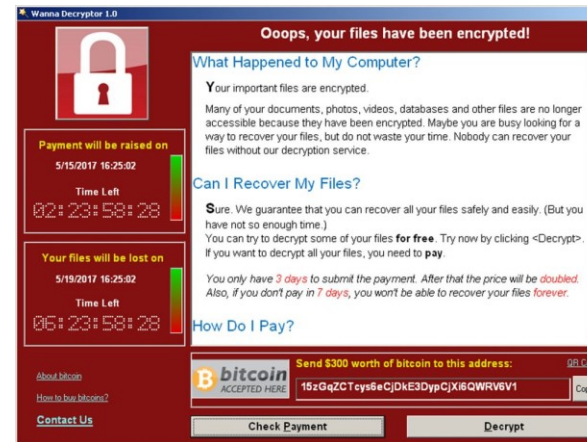 Wanna Decryptor 1.0
Ooops, your files have been encrypted!
What Happened to My Computer?
Your important files are encrypted.
Many of your documents, photos, videos, databases and other files are no longer
accessible because they have been encrypted. Maybe you are busy looking for a
way to recover your files, but do not waste your time. Nobody can recover your
files without our decryption service.
Can I Recover My Files?
Sure. We guarantee that you can recover all your files safely and easily. (But you
have not so enough time.)
You can try to decrypt some of your files for free. Try now by clicking <Decrypt>.
If you want to decrypt all your files, you need to pay.
You only have 3 days to submit the payment. After that the price will be doubled.
Also, if you don't pay in 7 days, you won't be able to recover your files forever.
How Do I Pay?
Payment will be raised on
5/15/2017 16:25:02
Time Left
02:23:58:28
Your files will be lost on
5/19/2017 16:25:02
Time Left
06:23:58:28
About bitcoin
How to buy bitcoins?
Contact Us
bitcoin
ACCEPTED HERE
Send $300 worth of bitcoin to this address:
QR C
15zGqZCTcys6eCjDkE3DypCjXi6QWRV6V1
Cop
Check Payment
Decrypt